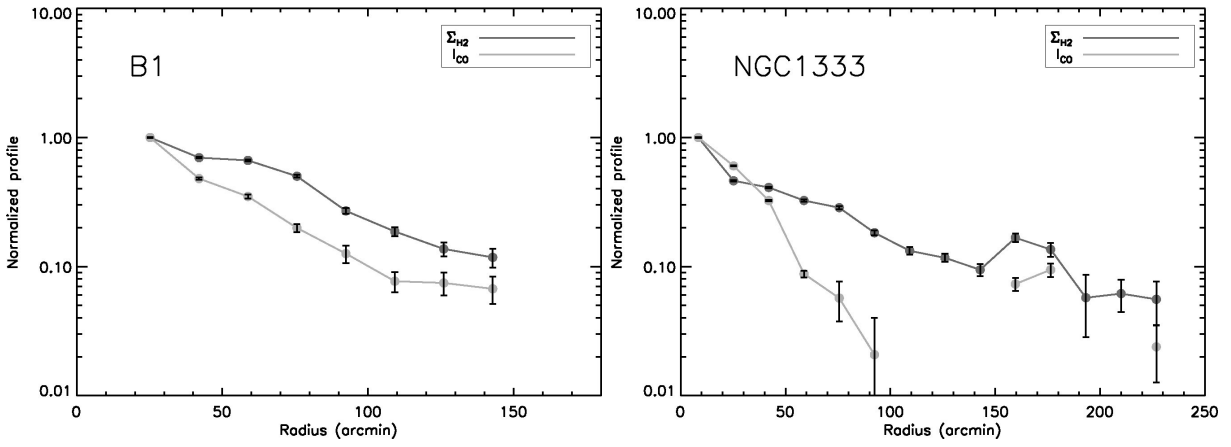 B1
Σ_H2
I_CO
10.00
1.00
0.10
0.01
Normalized profile
0
50
100
150
Radius (arcmin)
NGC1333
Σ_H2
I_CO
10.00
1.00
0.10
0.01
Normalized profile
0
50
100
150
200
250
Radius (arcmin)